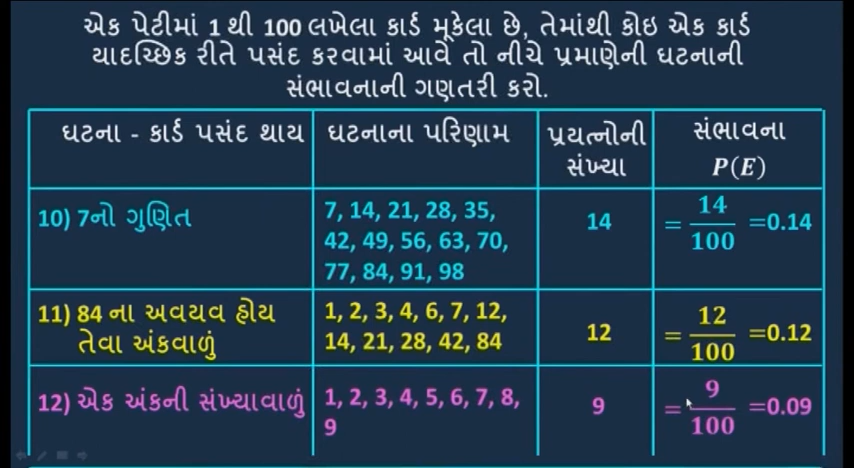 એક પેટીમાં 1 થી 100 લખેલા કાર્ડ મૂકેલા છે, તેમાંથી કોઇ એક કાર્ડ
યાદચ્છિક રીતે પસંદ કરવામાં આવે તો નીચે પ્રમાણેની ઘટનાની
સંભાવનાની ગણતરી કરો.
ઘટના - કાર્ડ પસંદ થાય ઘટનાના પરિણામ પ્રયત્નોની સંખ્યા સંભાવના P(E)
10) 7નો ગુણિત
7, 14, 21, 28, 35,
42, 49, 56, 63, 70,
77, 84, 91, 98
14
= 14/100 =0.14
11) 84 ના અવયવ હોય
તેવા અંકવાળું
1, 2, 3, 4, 6, 7, 12,
14, 21, 28, 42, 84
12
= 12/100 =0.12
12) એક અંકની સંખ્યાવાળું
1, 2, 3, 4, 5, 6, 7, 8,
9
9
= 9/100 =0.09